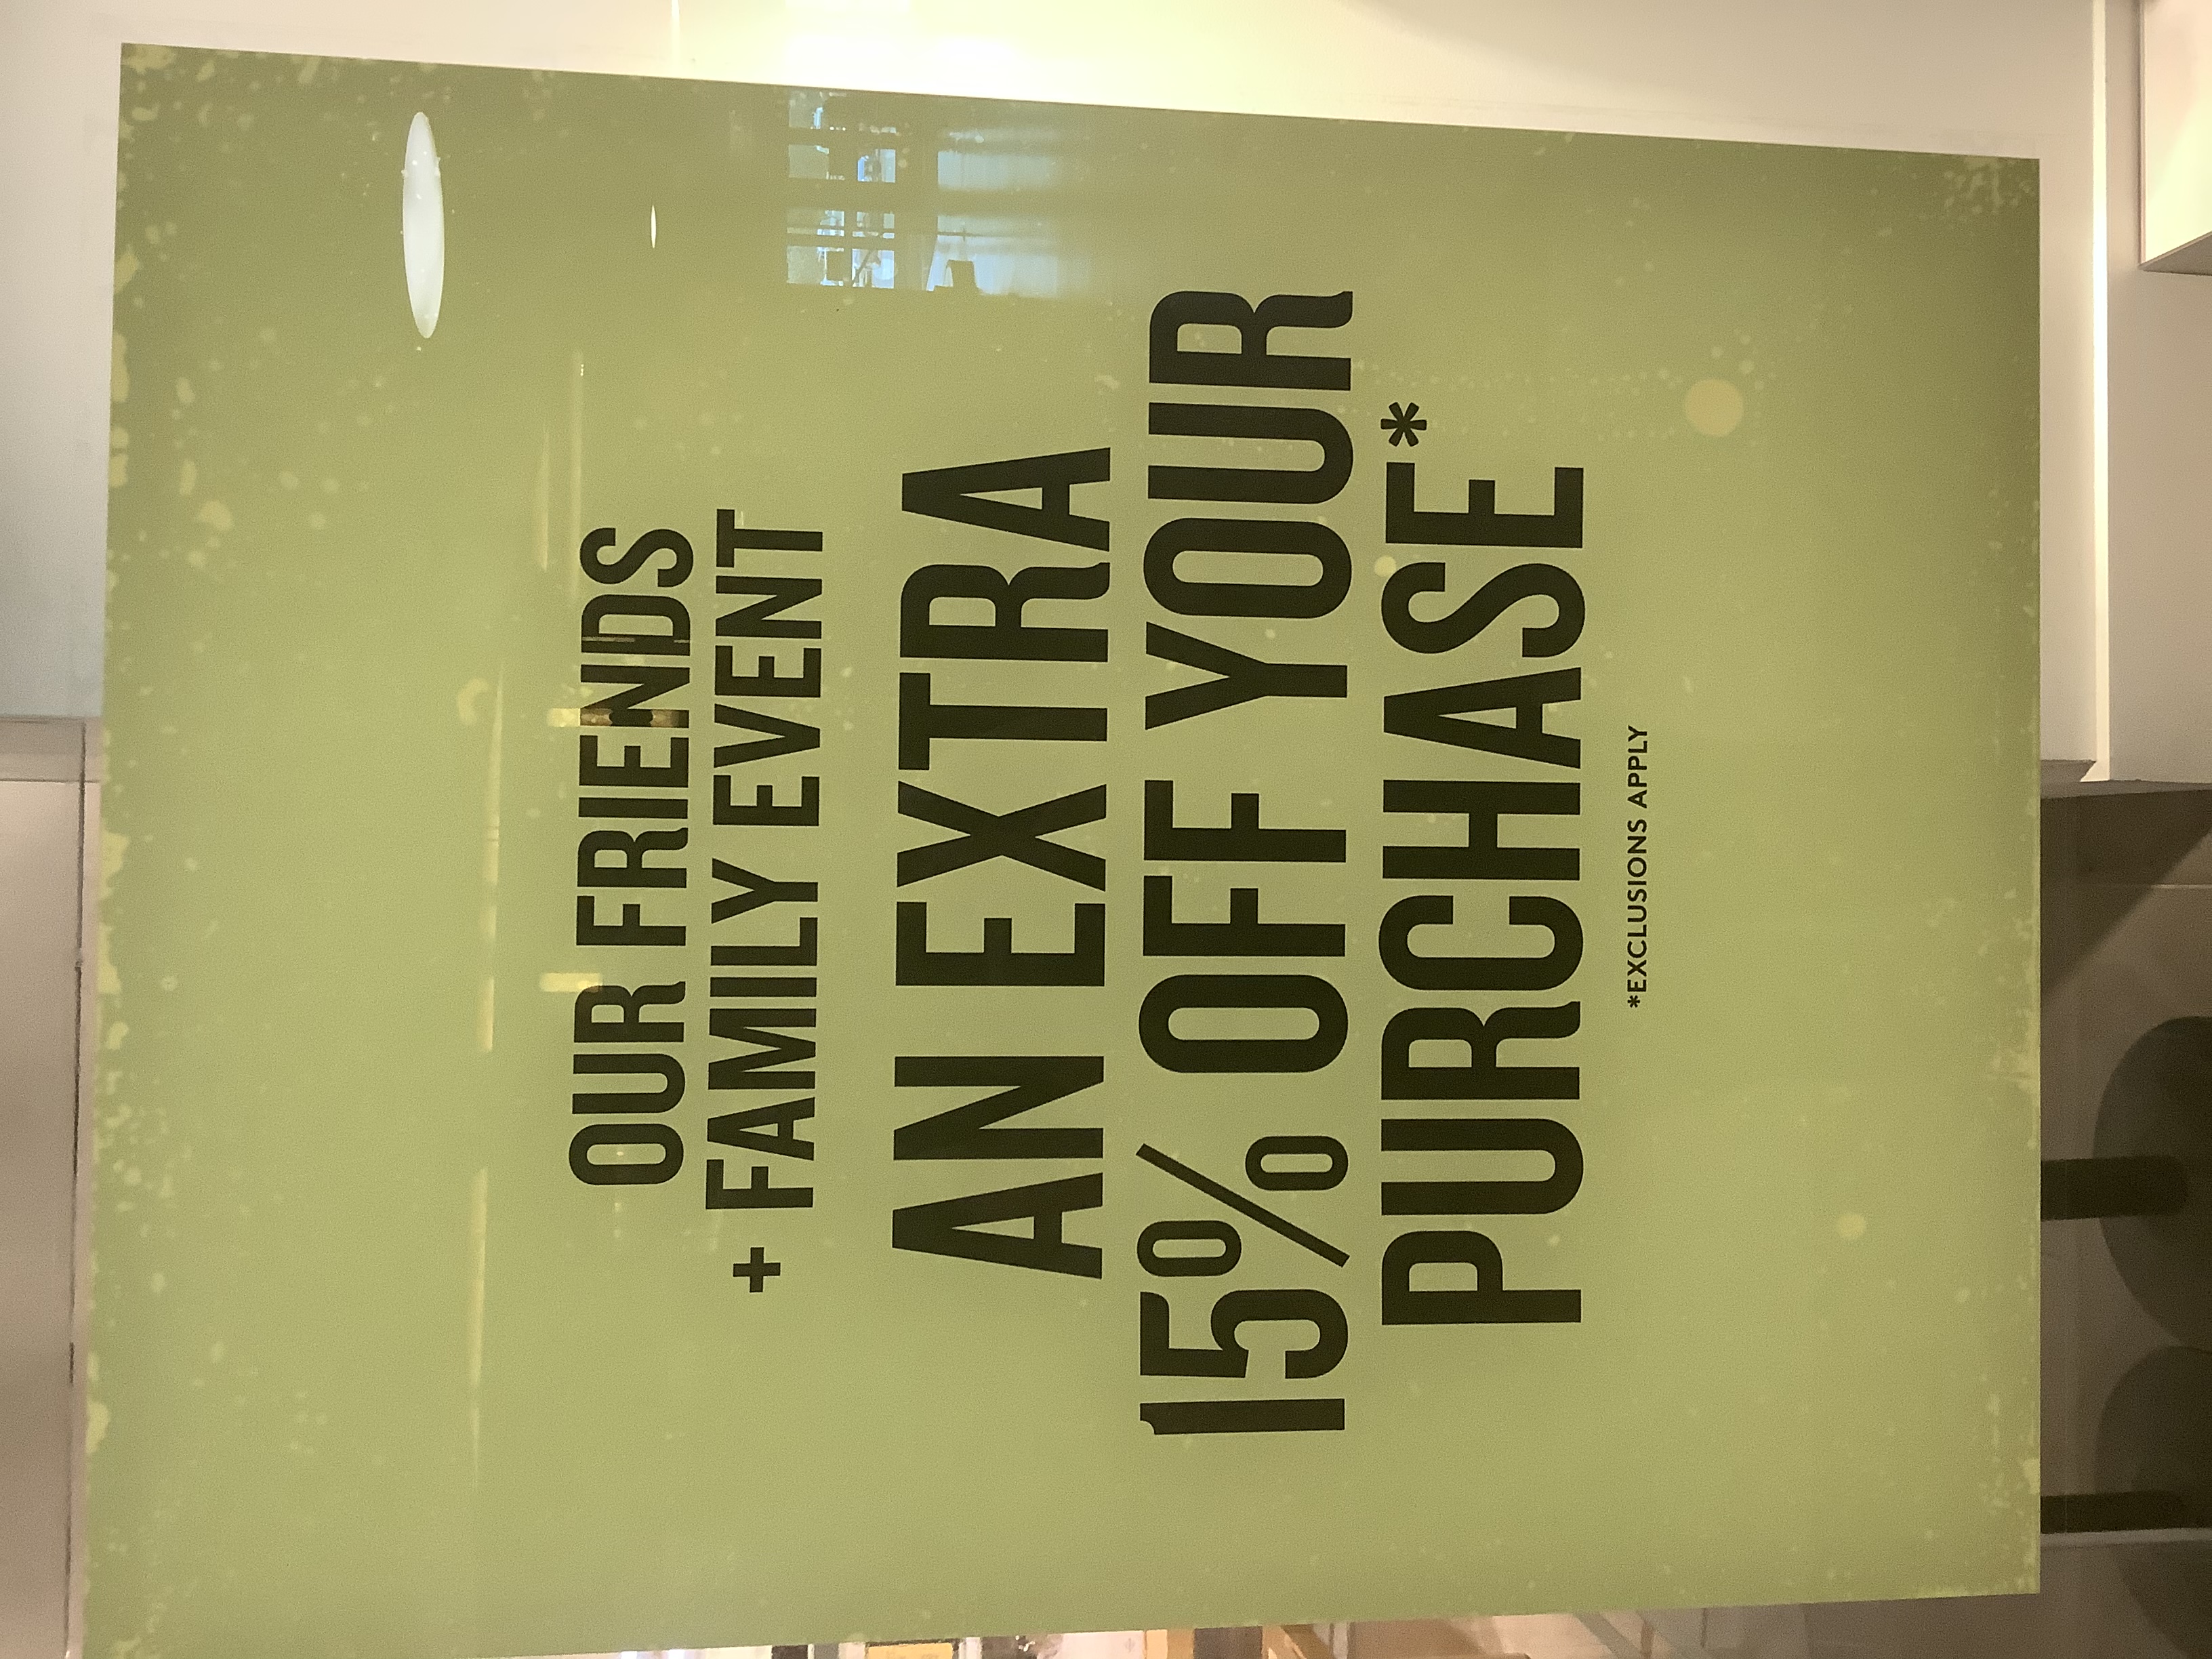 OUR FRIENDS
+ FAMILY EVENT
AN EXTRA
15% OFF YOUR
PURCHASE*
*EXCLUSIONS APPLY